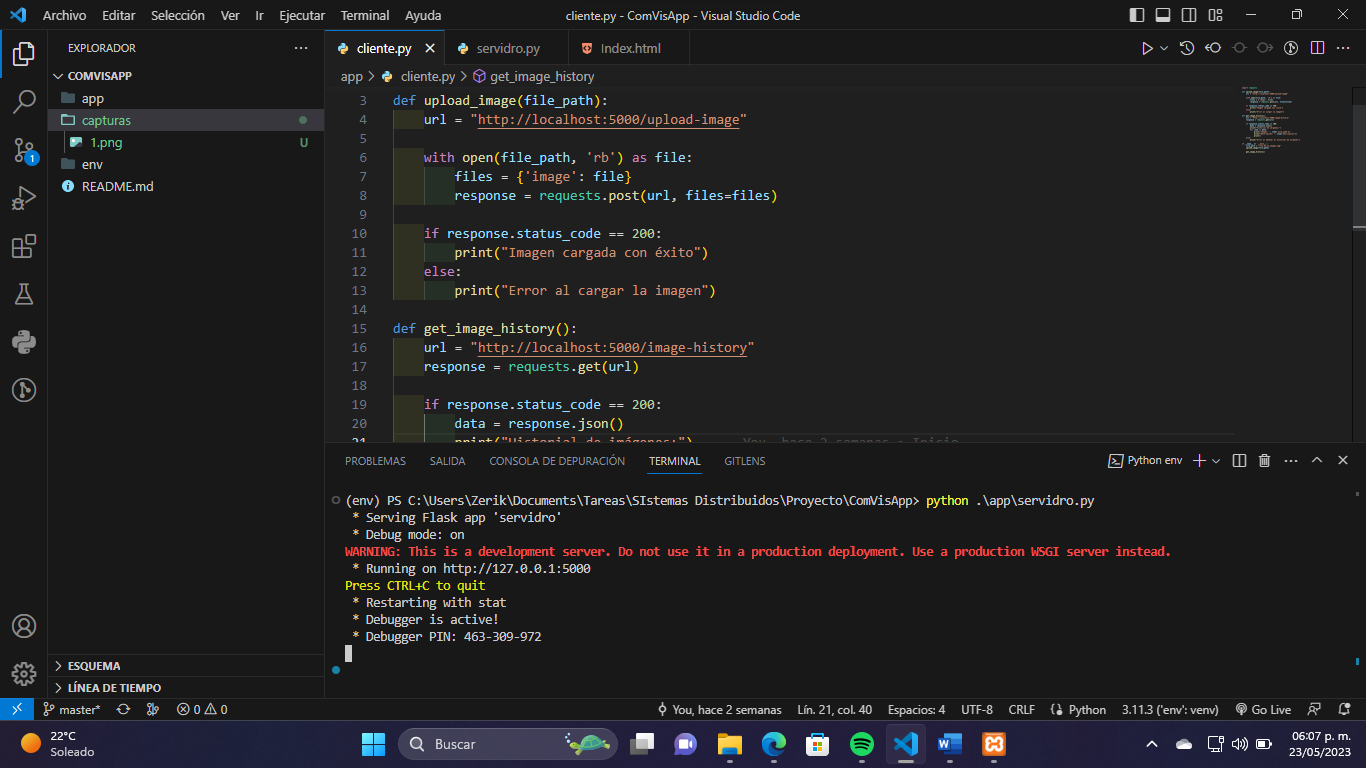 Archivo Editar Selección Ver Ir Ejecutar Terminal Ayuda
cliente.py - ComVisApp - Visual Studio Code
EXPLORADOR
COMVISAPP
app
capturas
1.png U
env
README.md
ESQUEMA
LÍNEA DE TIEMPO
1
cliente.py servidro.py Index.html
app > cliente.py > get_image_history
3 def upload_image(file_path):
4 url = "http://localhost:5000/upload-image"
5
6 with open(file_path, 'rb') as file:
7 files = {'image': file}
8 response = requests.post(url, files=files)
9
10 if response.status_code == 200:
11 print("Imagen cargada con éxito")
12 else:
13 print("Error al cargar la imagen")
14
15 def get_image_history():
16 url = "http://localhost:5000/image-history"
17 response = requests.get(url)
18
19 if response.status_code == 200:
20 data = response.json()
21 print("Historial de imágenes:") You, hace 2 semanas • Inicio
PROBLEMAS SALIDA CONSOLA DE DEPURACIÓN TERMINAL GITLENS
Python env
(env) PS C:\Users\Zerik\Documents\Tareas\SIstemas Distribuidos\Proyecto\ComVisApp> python .\app\servidro.py
* Serving Flask app 'servidro'
* Debug mode: on
WARNING: This is a development server. Do not use it in a production deployment. Use a production WSGI server instead.
* Running on http://127.0.0.1:5000
Press CTRL+C to quit
* Restarting with stat
* Debugger is active!
* Debugger PIN: 463-309-972
master* 0 0 You, hace 2 semanas Lín. 21, col. 40 Espacios: 4 UTF-8 CRLF Python 3.11.3 ('env': venv) Go Live
22°C
Soleado
Buscar
06:07 p. m.
23/05/2023